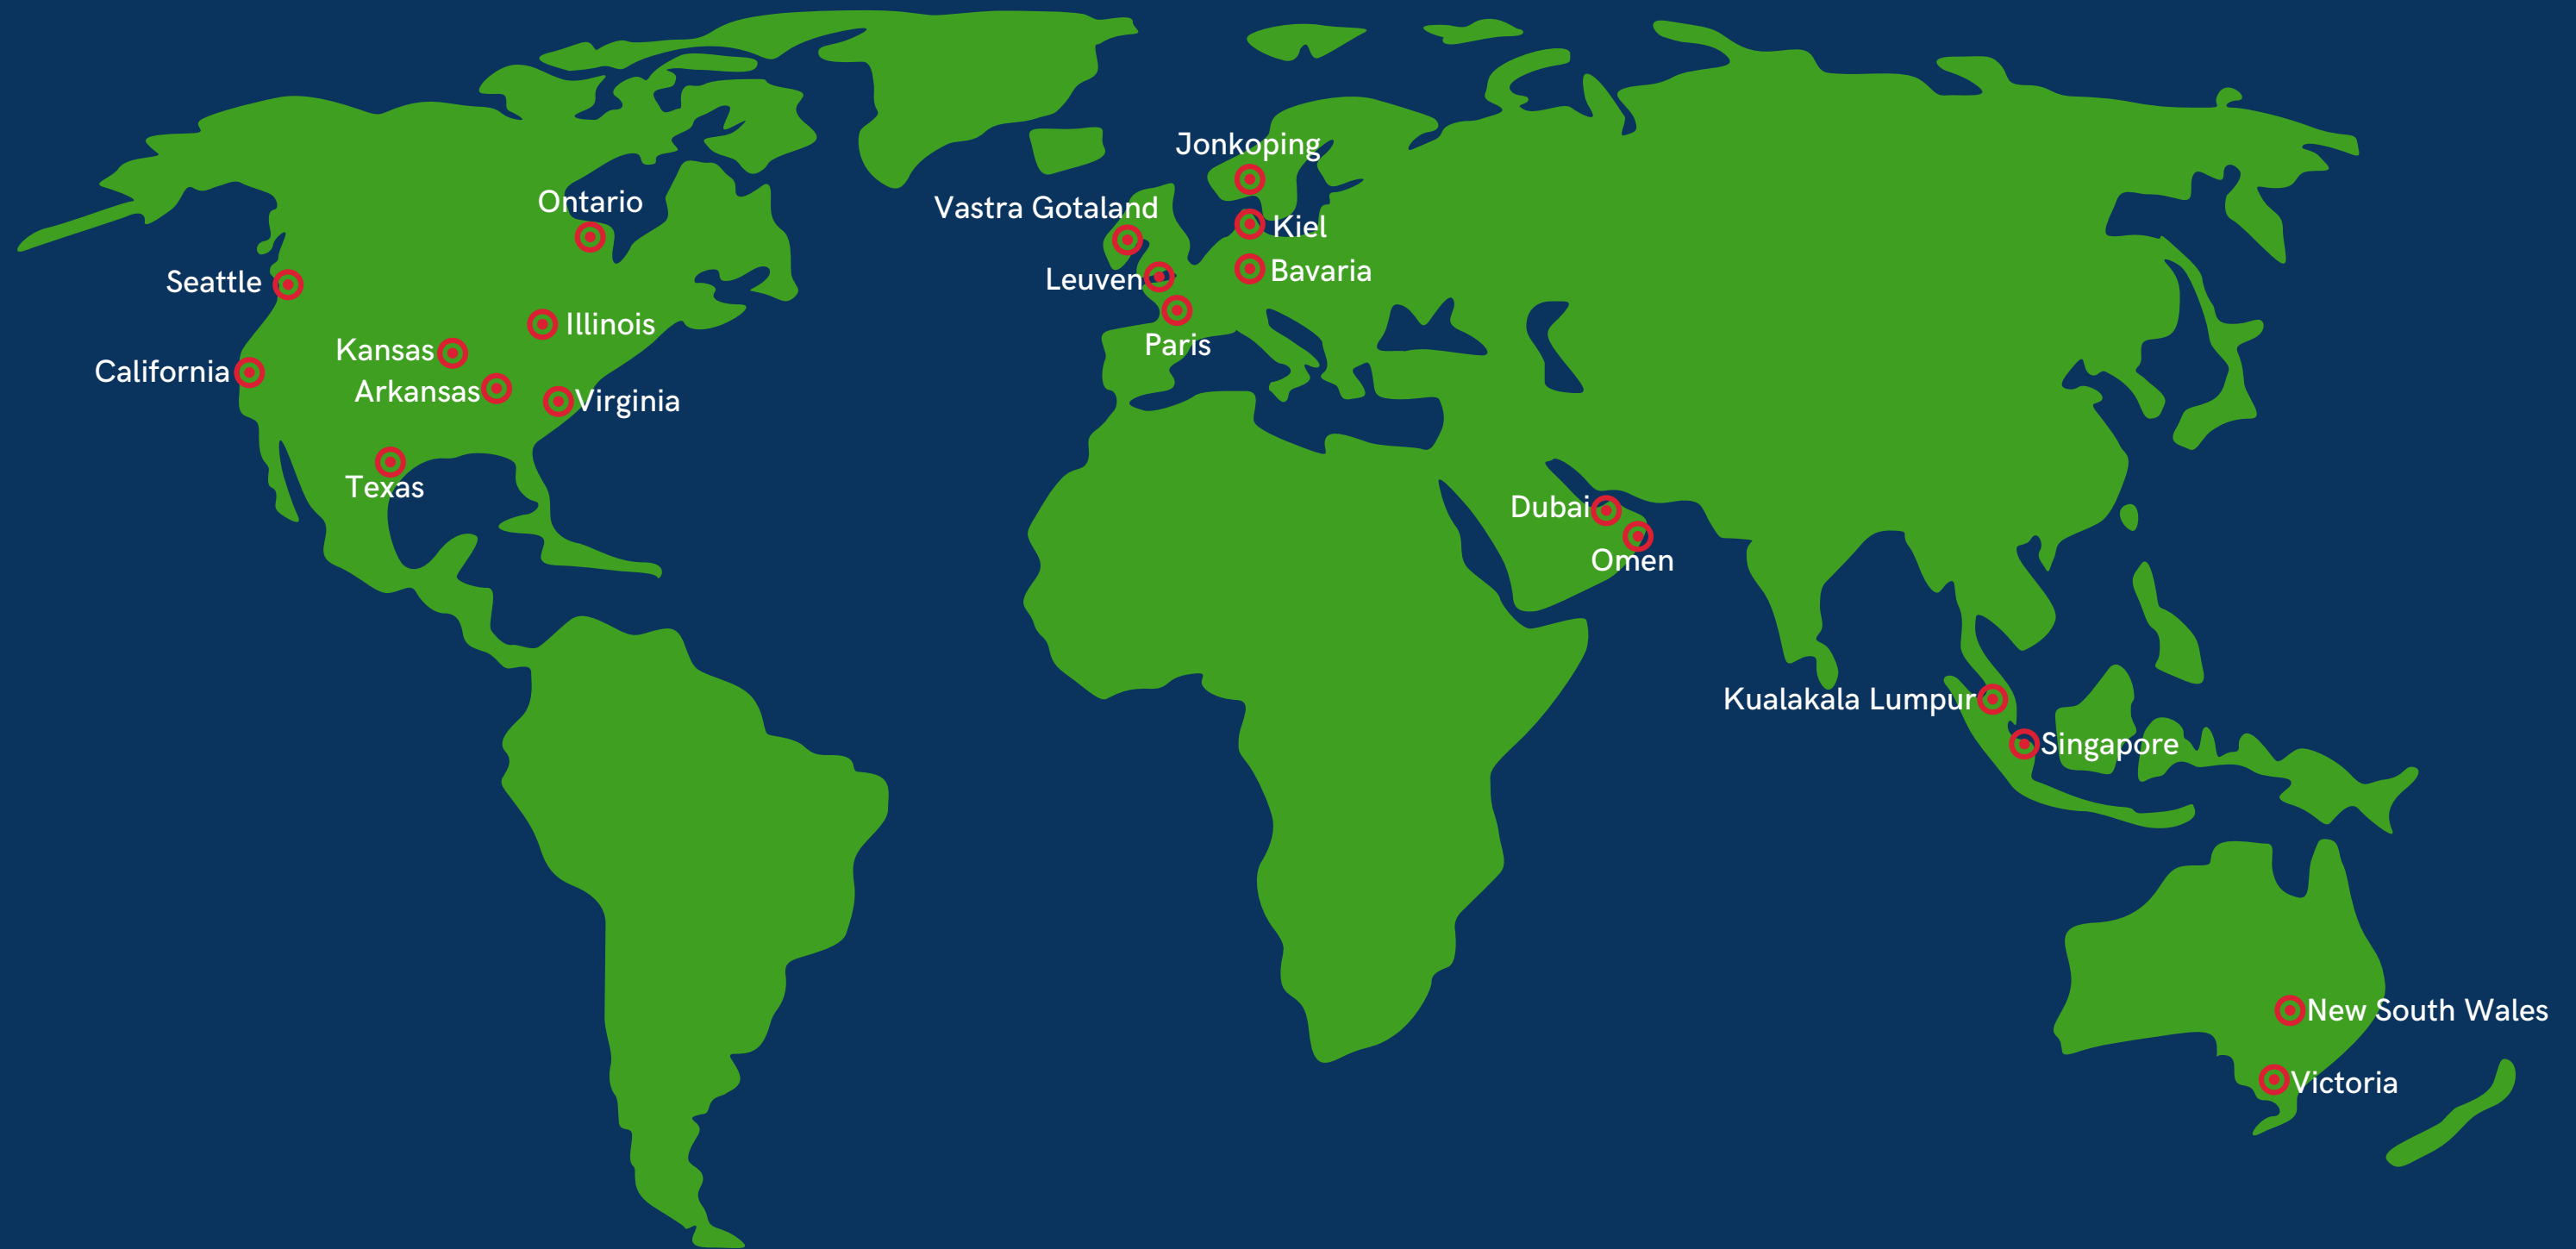 Jonkoping
Ontario
Vastra Gotaland
Kiel
Seattle
Leuven
Bavaria
Illinois
Kansas
Paris
California
Arkansas
Virginia
Texas
Dubai
Omen
Kualakala Lumpur
Singapore
New South Wales
Victoria